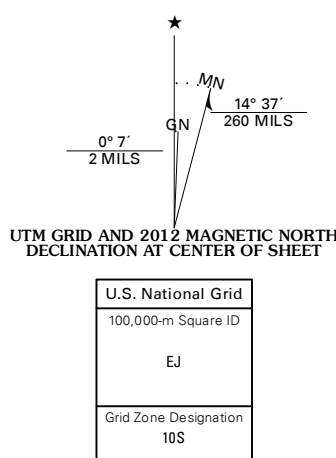 ★
MN
GN
14° 37´
260 MILS
0° 7´
2 MILS
UTM GRID AND 2012 MAGNETIC NORTH
DECLINATION AT CENTER OF SHEET
U.S. National Grid
100,000-m Square ID
EJ
Grid Zone Designation
10S